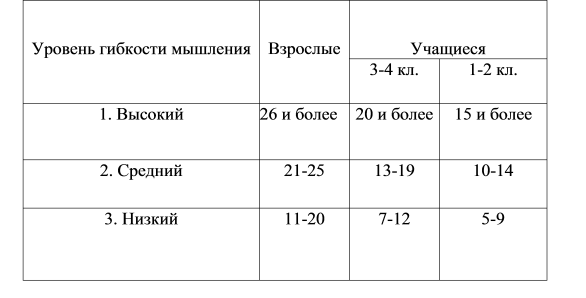 Уровень гибкости мышления Взрослые Учащиеся
3-4 кл. 1-2 кл.
1. Высокий 26 и более 20 и более 15 и более
2. Средний 21-25 13-19 10-14
3. Низкий 11-20 7-12 5-9